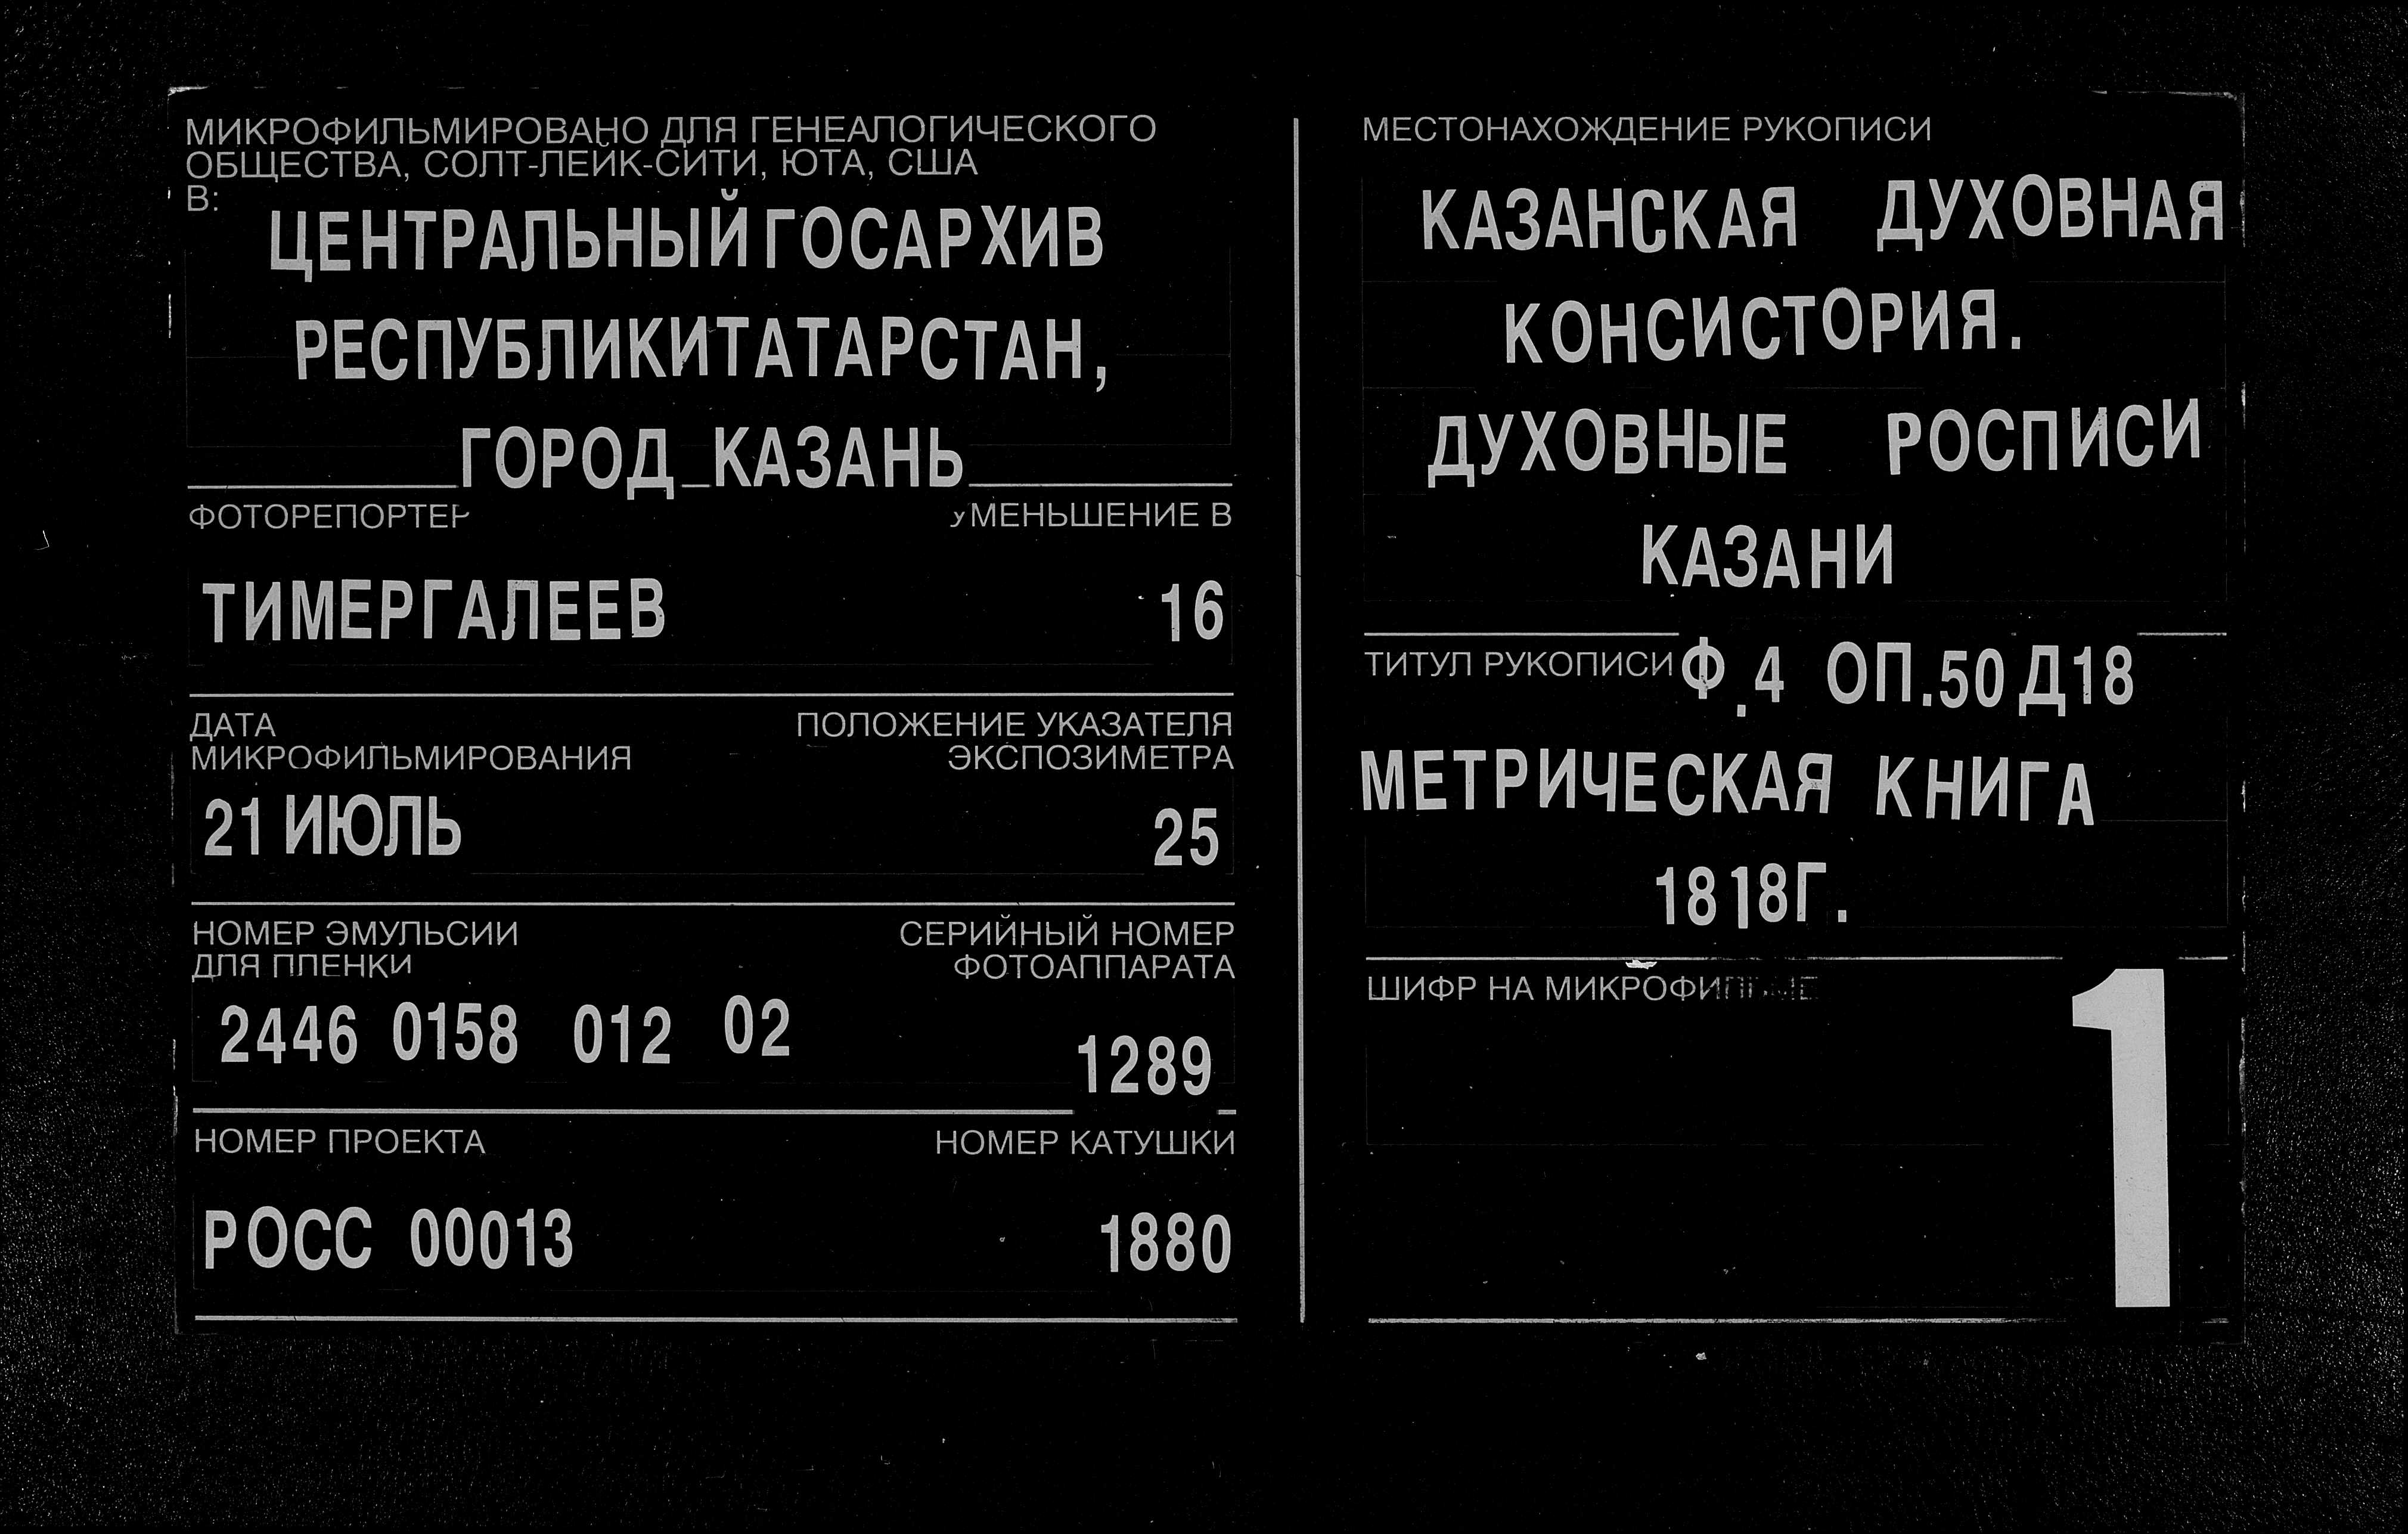 МИКРОФИЛЬМИРОВАНО ДЛЯ ГЕНЕАЛОГИЧЕСКОГО
ОБЩЕСТВА, СОЛТ-ЛЕЙК-СИТИ, ЮТА, США
В:
ЦЕНТРАЛЬНЫЙ ГОСАРХИВ
РЕСПУБЛИКИ ТАТАРСТАН,
ГОРОД КАЗАНЬ
ФОТОРЕПОРТЕР УМЕНЬШЕНИЕ В
ТИМЕРГАЛЕЕВ 16
ДАТА ПОЛОЖЕНИЕ УКАЗАТЕЛЯ
МИКРОФИЛЬМИРОВАНИЯ ЭКСПОЗИМЕТРА
21 ИЮЛЬ 25
НОМЕР ЭМУЛЬСИИ СЕРИЙНЫЙ НОМЕР
ДЛЯ ПЛЕНКИ ФОТОАППАРАТА
2446 0158 012 02 1289
НОМЕР ПРОЕКТА НОМЕР КАТУШКИ
РОСС 00013 1880
МЕСТОНАХОЖДЕНИЕ РУКОПИСИ
КАЗАНСКАЯ ДУХОВНАЯ
КОНСИСТОРИЯ.
ДУХОВНЫЕ РОСПИСИ
КАЗАНИ
ТИТУЛ РУКОПИСИ Ф.4 ОП.50 Д18
МЕТРИЧЕСКАЯ КНИГА
1818Г.
ШИФР НА МИКРОФИЛЬМЕ
1